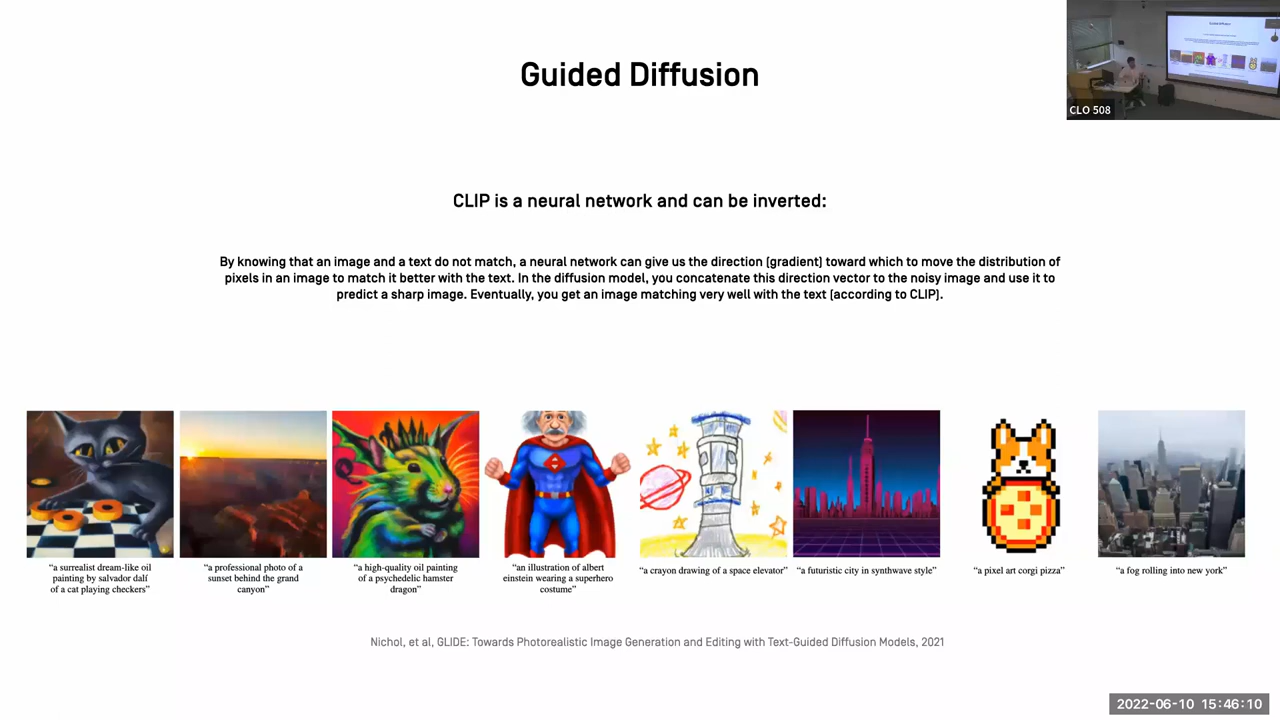 Guided Diffusion
CLO 508
CLIP is a neural network and can be inverted:
By knowing that an image and a text do not match, a neural network can give us the direction (gradient) toward which to move the distribution of
pixels in an image to match it better with the text. In the diffusion model, you concatenate this direction vector to the noisy image and use it to
predict a sharp image. Eventually, you get an image matching very well with the text (according to CLIP).
“a surrealist dream-like oil
painting by salvador dalí
of a cat playing checkers”
“a professional photo of a
sunset behind the grand
canyon”
“a high-quality oil painting
of a psychedelic hamster
dragon”
“an illustration of albert
einstein wearing a superhero
costume”
“a crayon drawing of a space elevator”
“a futuristic city in synthwave style”
“a pixel art corgi pizza”
“a fog rolling into new york”
Nichol, et al, GLIDE: Towards Photorealistic Image Generation and Editing with Text-Guided Diffusion Models, 2021
2022-06-10 15:46:10